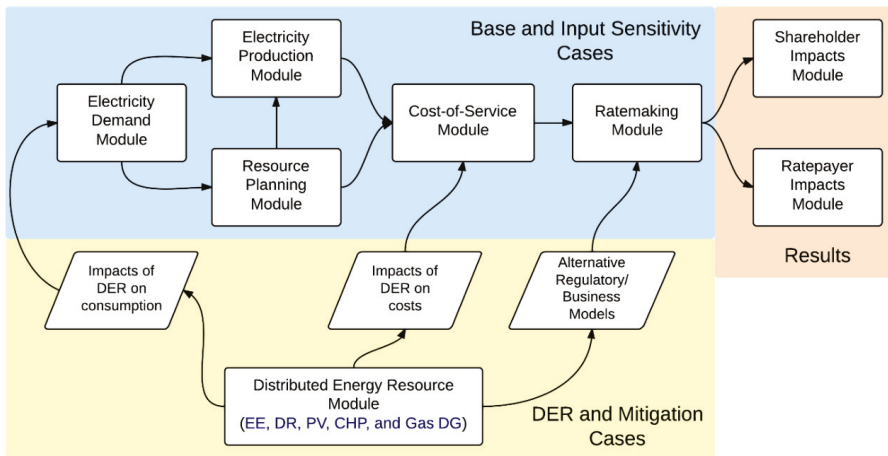 Electricity
Production
Module
Base and Input Sensitivity
Cases
Shareholder
Impacts
Module
Electricity
Demand
Module
Cost-of-Service
Module
Ratemaking
Module
Resource
Planning
Module
Ratepayer
Impacts
Module
Results
Impacts of
DER on
consumption
Impacts of
DER on
costs
Alternative
Regulatory/
Business
Models
Distributed Energy Resource
Module
(EE, DR, PV, CHP, and Gas DG)
DER and Mitigation
Cases